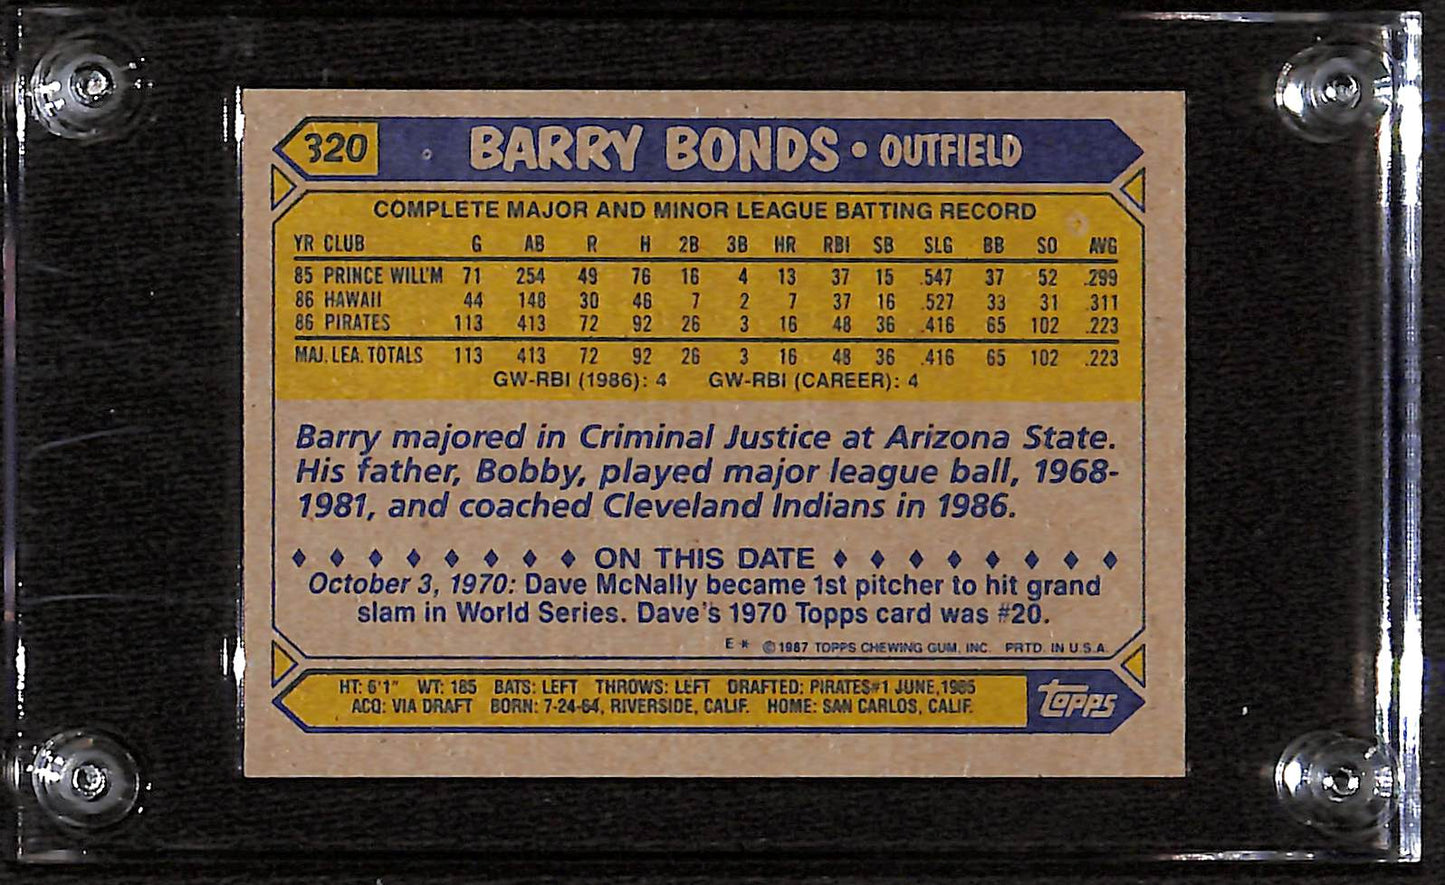 320 BARRY BONDS • OUTFIELD
COMPLETE MAJOR AND MINOR LEAGUE BATTING RECORD
YR CLUB G AB R H 2B 3B HR RBI SB SLG BB SO AVG
85 PRINCE WILL'M 71 254 49 76 16 4 13 37 15 .547 37 52 .299
86 HAWAII 44 148 30 46 7 2 7 37 16 .527 33 31 .311
86 PIRATES 113 413 72 92 26 3 16 48 36 .416 65 102 .223
MAJ. LEA. TOTALS 113 413 72 92 26 3 16 48 36 .416 65 102 .223
GW-RBI (1986): 4 GW-RBI (CAREER): 4
Barry majored in Criminal Justice at Arizona State.
His father, Bobby, played major league ball, 1968-
1981, and coached Cleveland Indians in 1986.
♦ ♦ ♦ ♦ ♦ ♦ ♦ ♦ ON THIS DATE ♦ ♦ ♦ ♦ ♦ ♦ ♦ ♦
October 3, 1970: Dave McNally became 1st pitcher to hit grand
slam in World Series. Dave's 1970 Topps card was #20.
E * © 1987 TOPPS CHEWING GUM, INC. PRTD. IN U.S.A.
HT: 6'1" WT: 185 BATS: LEFT THROWS: LEFT DRAFTED: PIRATES#1 JUNE, 1985
ACQ: VIA DRAFT BORN: 7-24-64, RIVERSIDE, CALIF. HOME: SAN CARLOS, CALIF.
topps